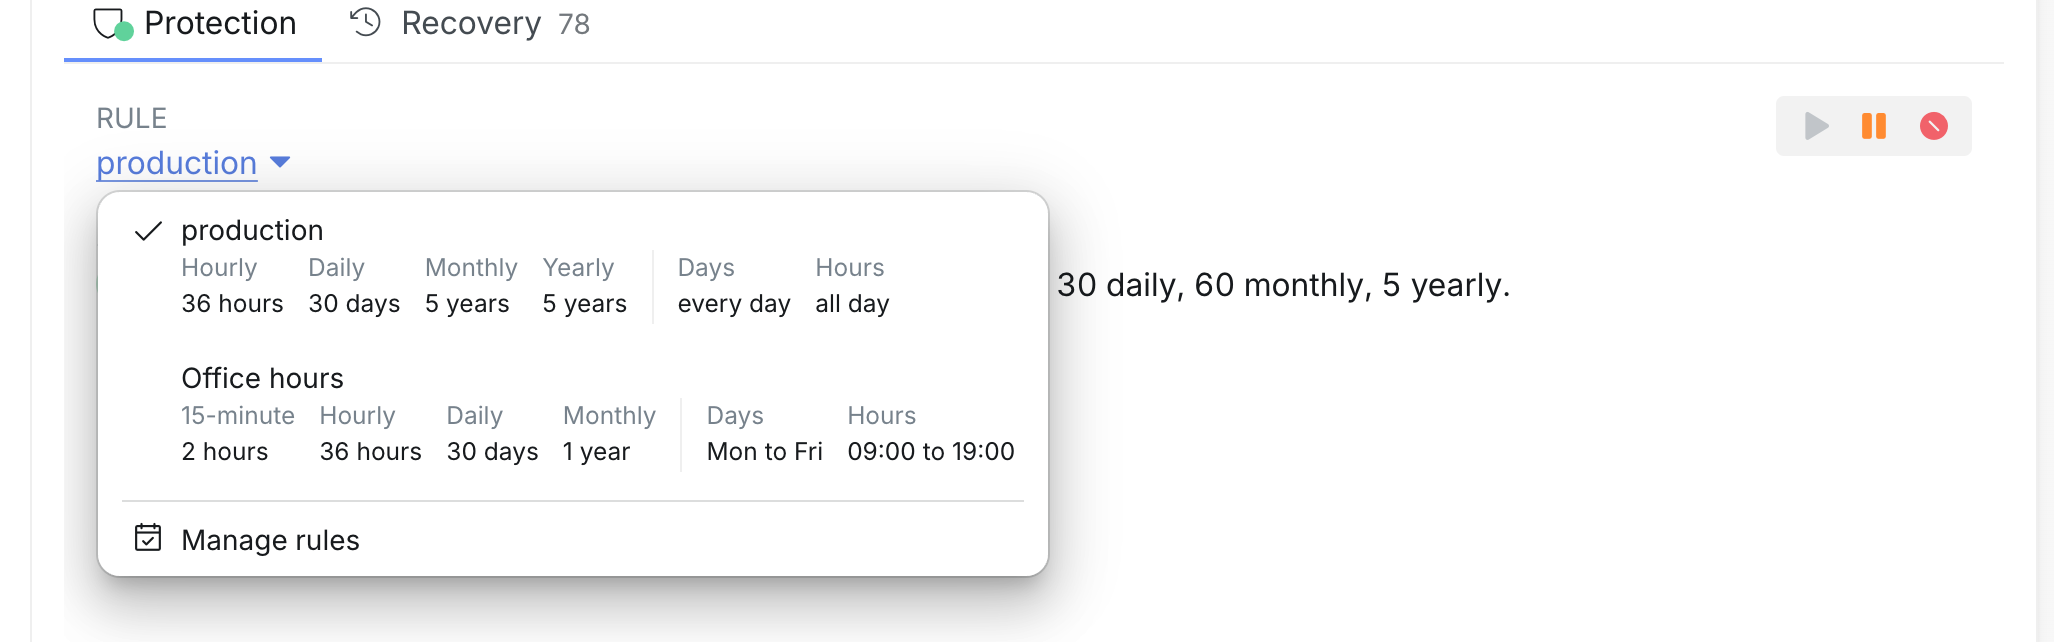 Protection Recovery 78
RULE
production
production
Hourly Daily Monthly Yearly Days Hours
36 hours 30 days 5 years 5 years every day all day
30 daily, 60 monthly, 5 yearly.
Office hours
15-minute Hourly Daily Monthly Days Hours
2 hours 36 hours 30 days 1 year Mon to Fri 09:00 to 19:00
Manage rules